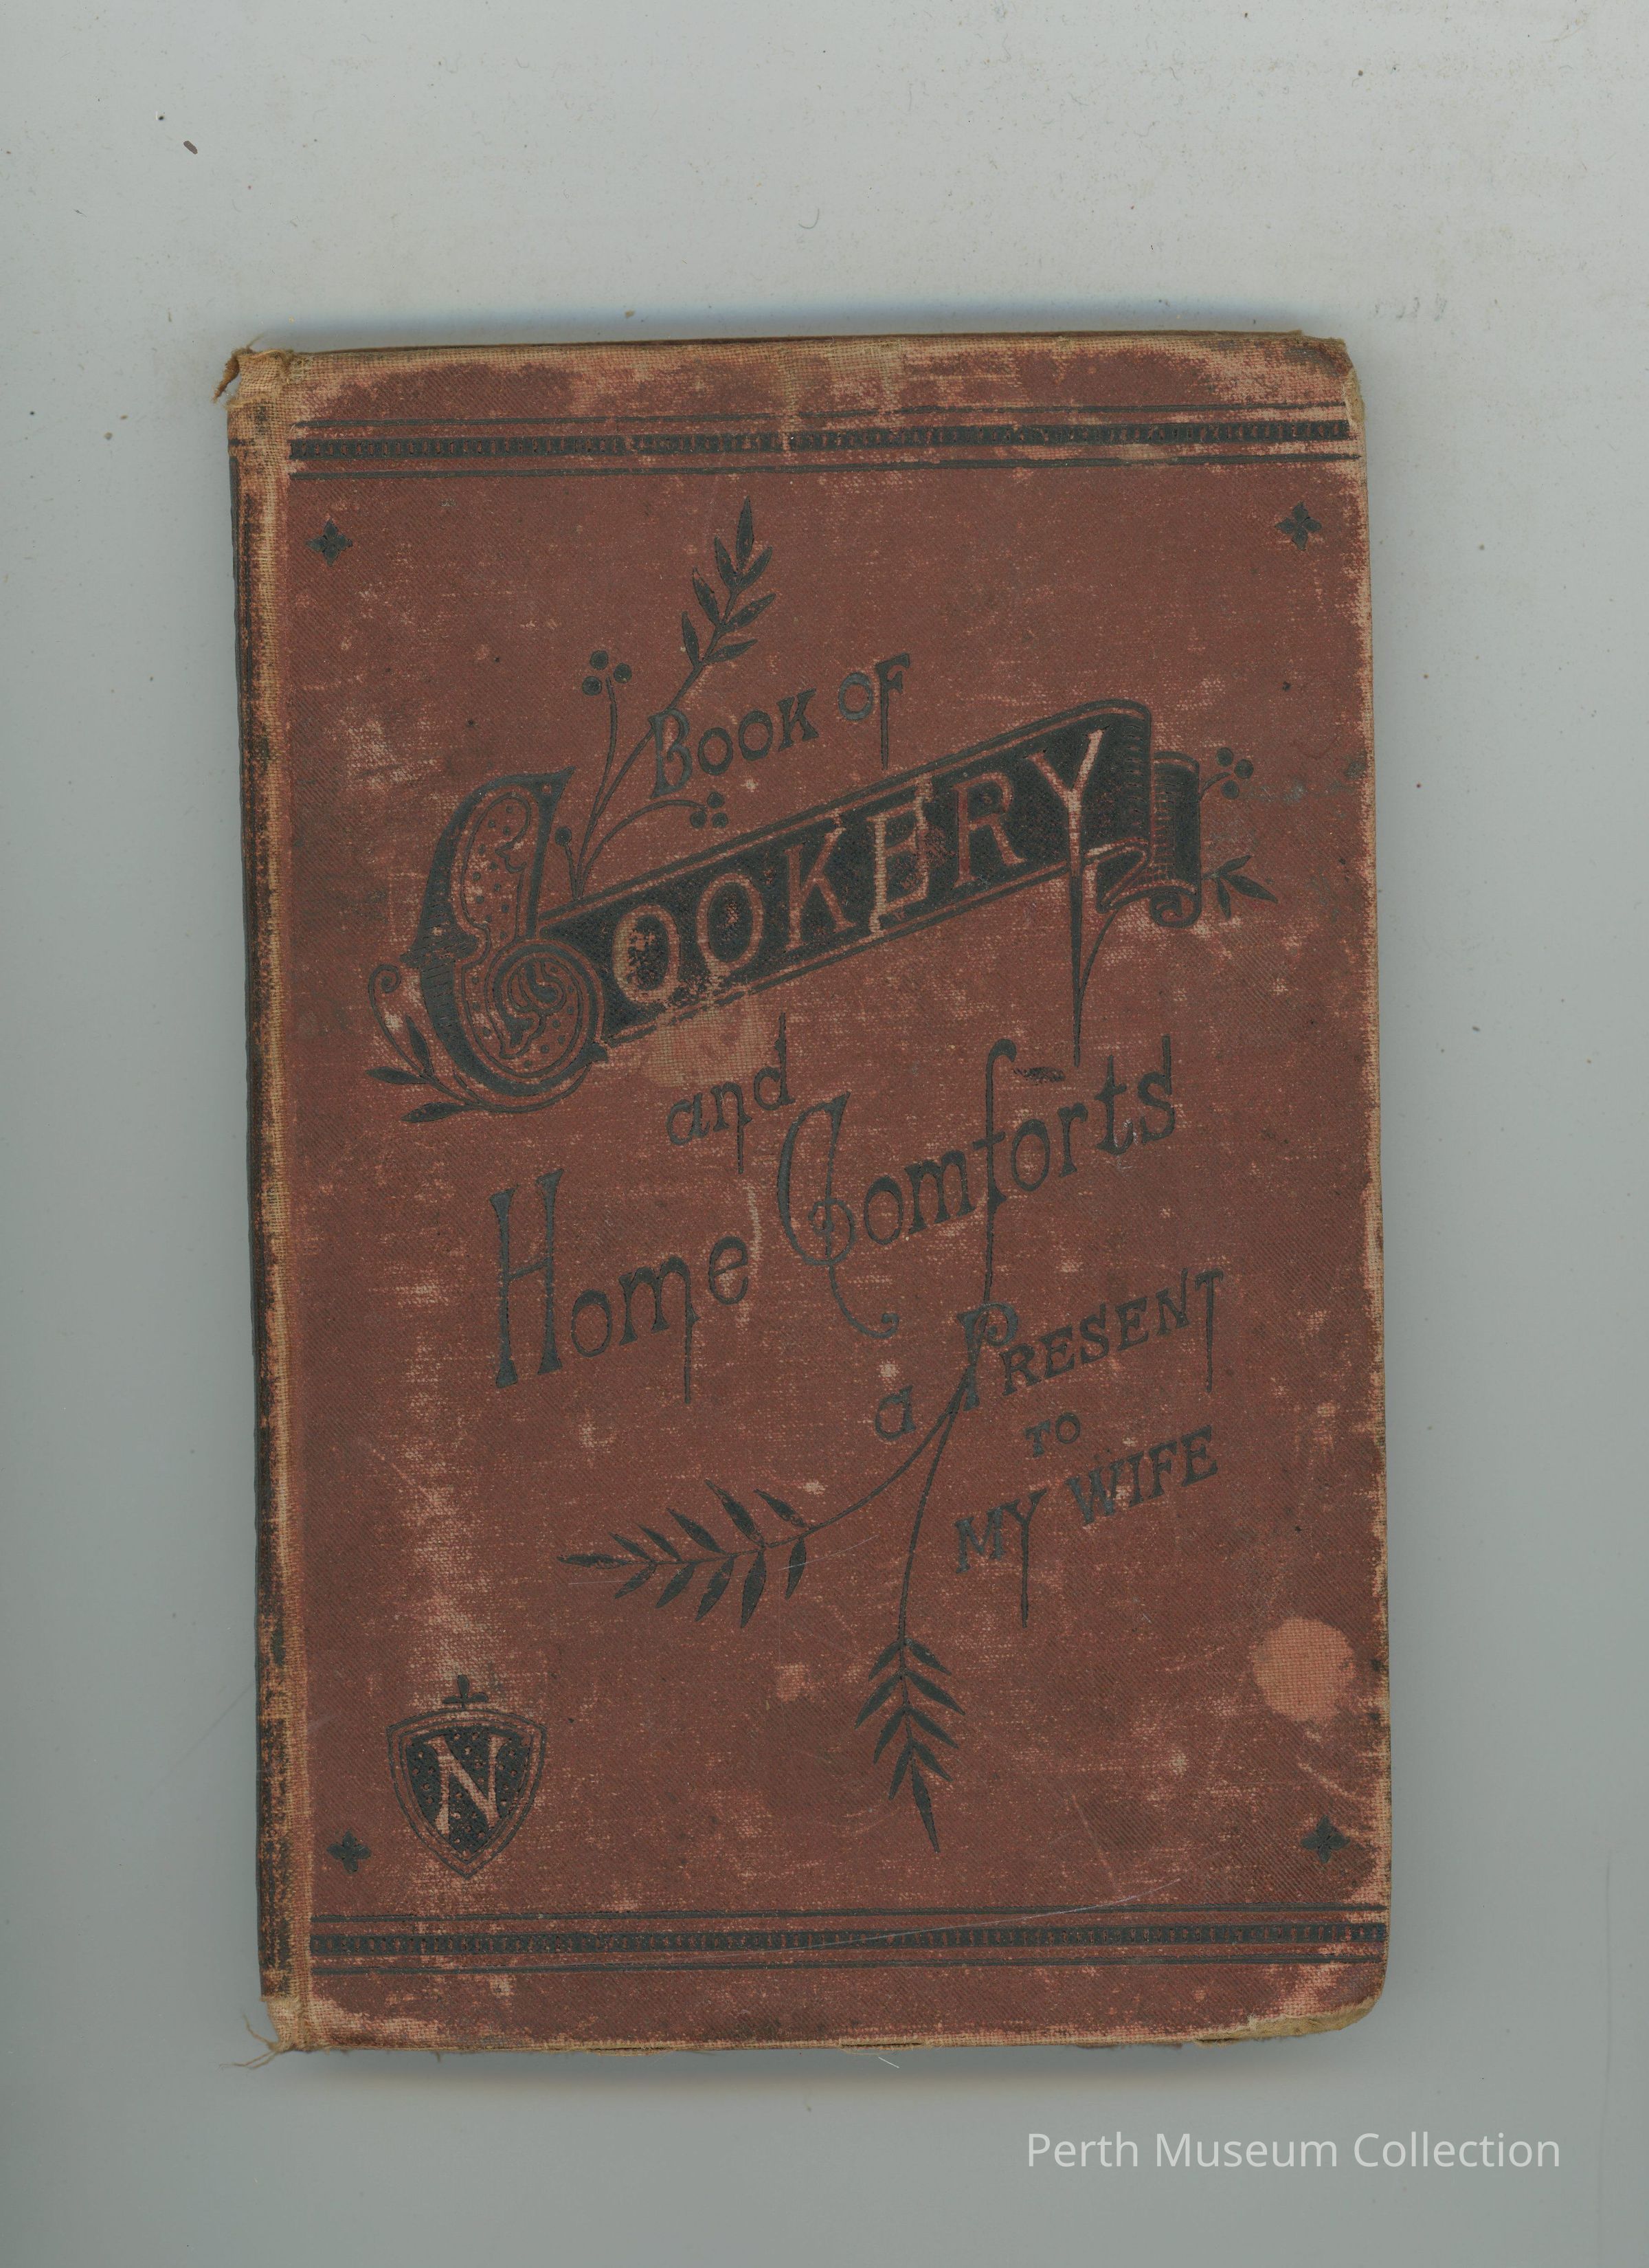 BOOK OF
COOKERY
and
Home Comforts
a PRESENT
TO
MY WIFE
N
Perth Museum Collection